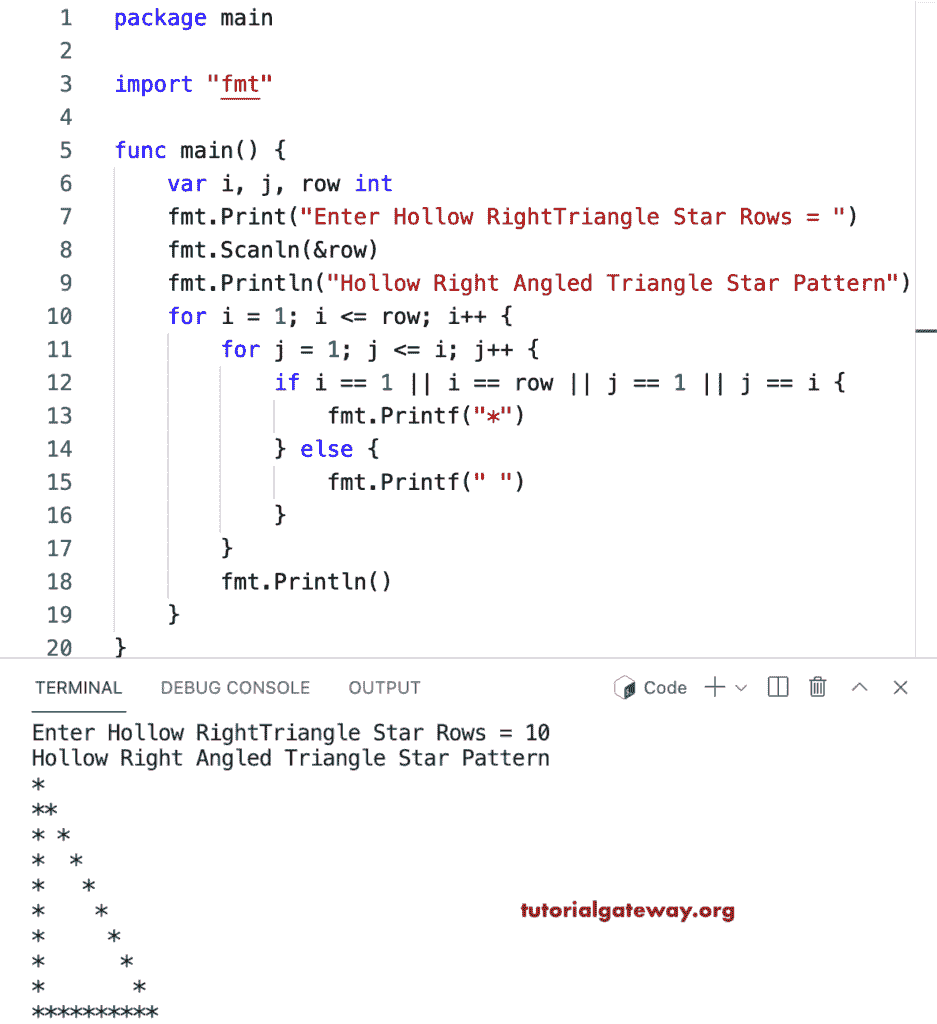 1 package main
2
3 import "fmt"
4
5 func main() {
6     var i, j, row int
7     fmt.Print("Enter Hollow RightTriangle Star Rows = ")
8     fmt.Scanln(&row)
9     fmt.Println("Hollow Right Angled Triangle Star Pattern")
10     for i = 1; i <= row; i++ {
11         for j = 1; j <= i; j++ {
12             if i == 1 || i == row || j == 1 || j == i {
13                 fmt.Printf("*")
14             } else {
15                 fmt.Printf(" ")
16             }
17         }
18         fmt.Println()
19     }
20 }
TERMINAL DEBUG CONSOLE OUTPUT Code
Enter Hollow RightTriangle Star Rows = 10
Hollow Right Angled Triangle Star Pattern
*
**
* *
*  *
*   *
*    * tutorialgateway.org
*     *
*      *
*       *
**********